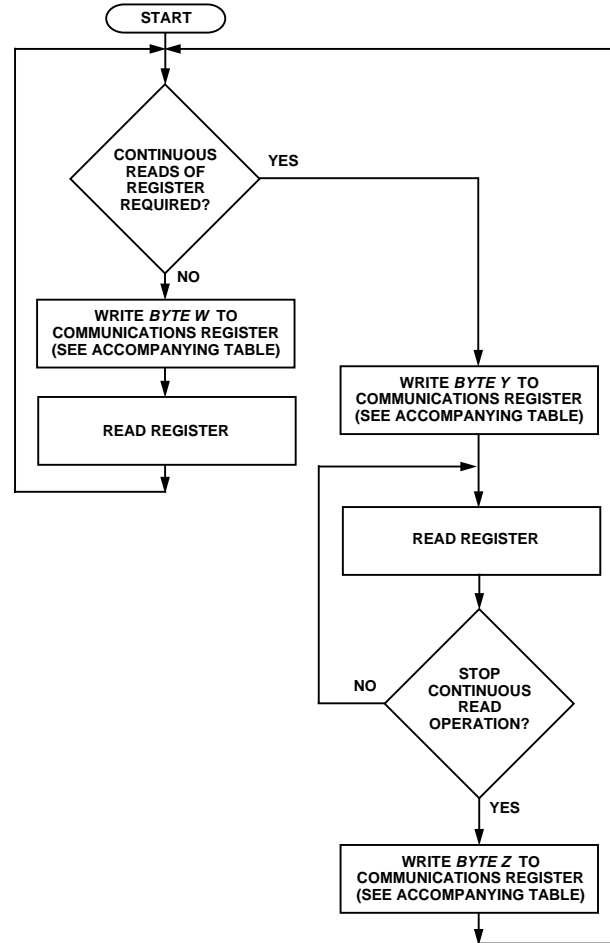 START
CONTINUOUS
READS OF
REGISTER
REQUIRED?
YES
NO
WRITE BYTE W TO
COMMUNICATIONS REGISTER
(SEE ACCOMPANYING TABLE)
READ REGISTER
WRITE BYTE Y TO
COMMUNICATIONS REGISTER
(SEE ACCOMPANYING TABLE)
READ REGISTER
STOP
CONTINUOUS
READ
OPERATION?
NO
YES
WRITE BYTE Z TO
COMMUNICATIONS REGISTER
(SEE ACCOMPANYING TABLE)